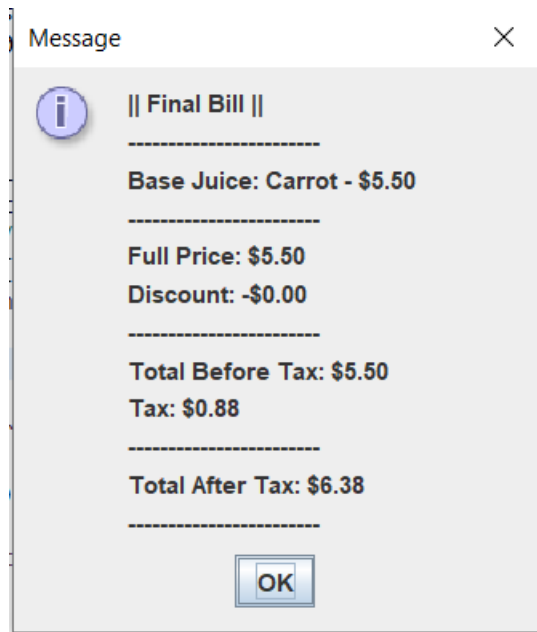 Message
|| Final Bill ||
------------------------
Base Juice: Carrot - $5.50
------------------------
Full Price: $5.50
Discount: -$0.00
------------------------
Total Before Tax: $5.50
Tax: $0.88
------------------------
Total After Tax: $6.38
------------------------
OK